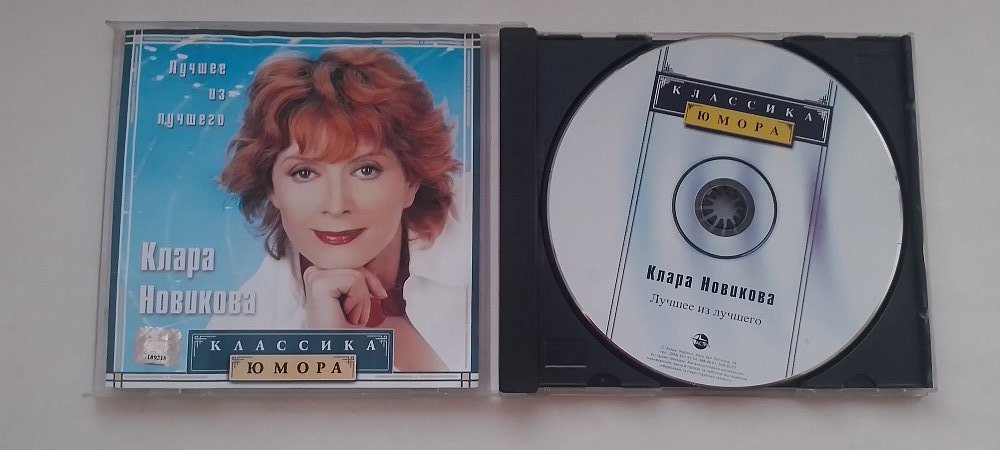 Лучшее
из
лучшего
Клара
Новикова
КЛАССИКА
ЮМОРА
КЛАССИКА
ЮМОРА
Клара Новикова
Лучшее из лучшего